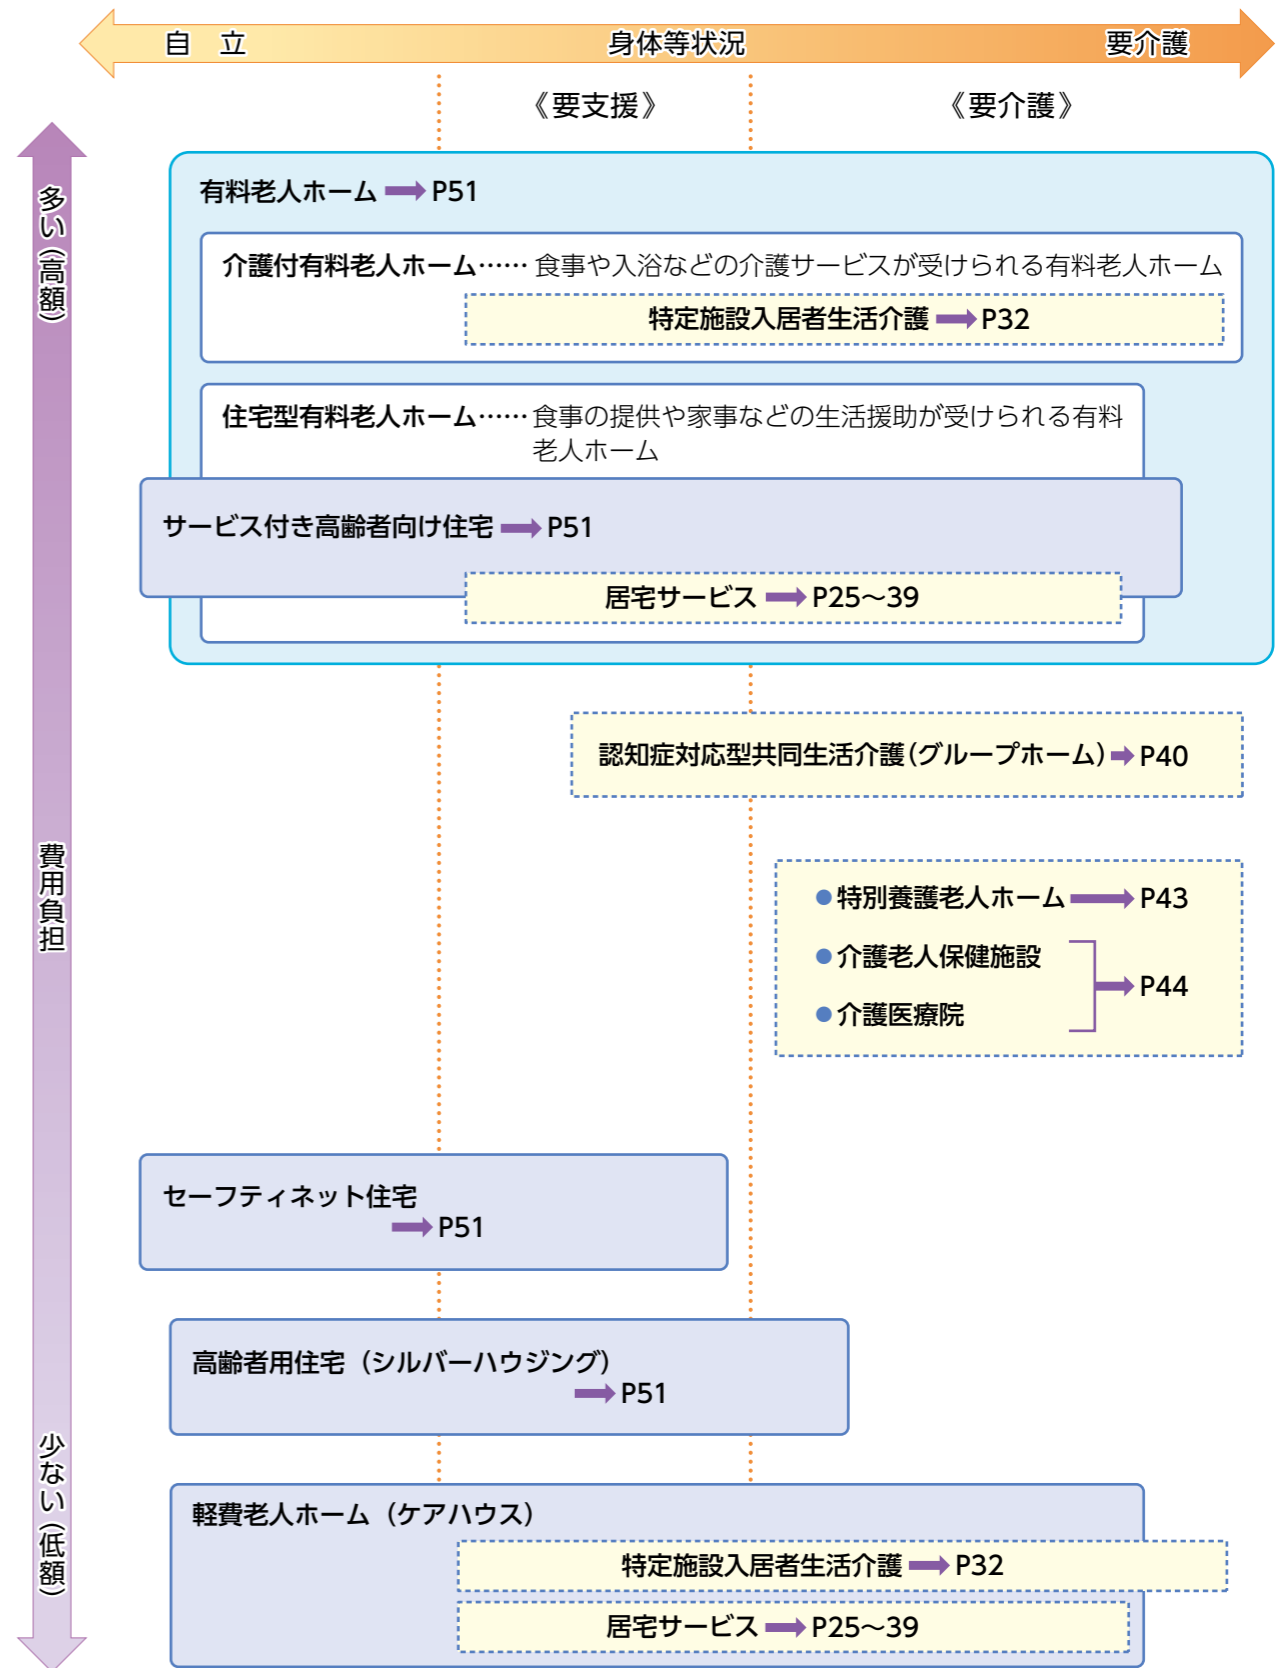 自 立 身体等状況 要介護
《要支援》 《要介護》
多い(高額)
費用負担
少ない(低額)
有料老人ホーム → P51
介護付有料老人ホーム…… 食事や入浴などの介護サービスが受けられる有料老人ホーム
特定施設入居者生活介護 → P32
住宅型有料老人ホーム…… 食事の提供や家事などの生活援助が受けられる有料
老人ホーム
サービス付き高齢者向け住宅 → P51
居宅サービス → P25〜39
認知症対応型共同生活介護(グループホーム) → P40
●特別養護老人ホーム → P43
●介護老人保健施設
→ P44
●介護医療院
セーフティネット住宅
→ P51
高齢者用住宅(シルバーハウジング)
→ P51
軽費老人ホーム(ケアハウス)
特定施設入居者生活介護 → P32
居宅サービス → P25〜39